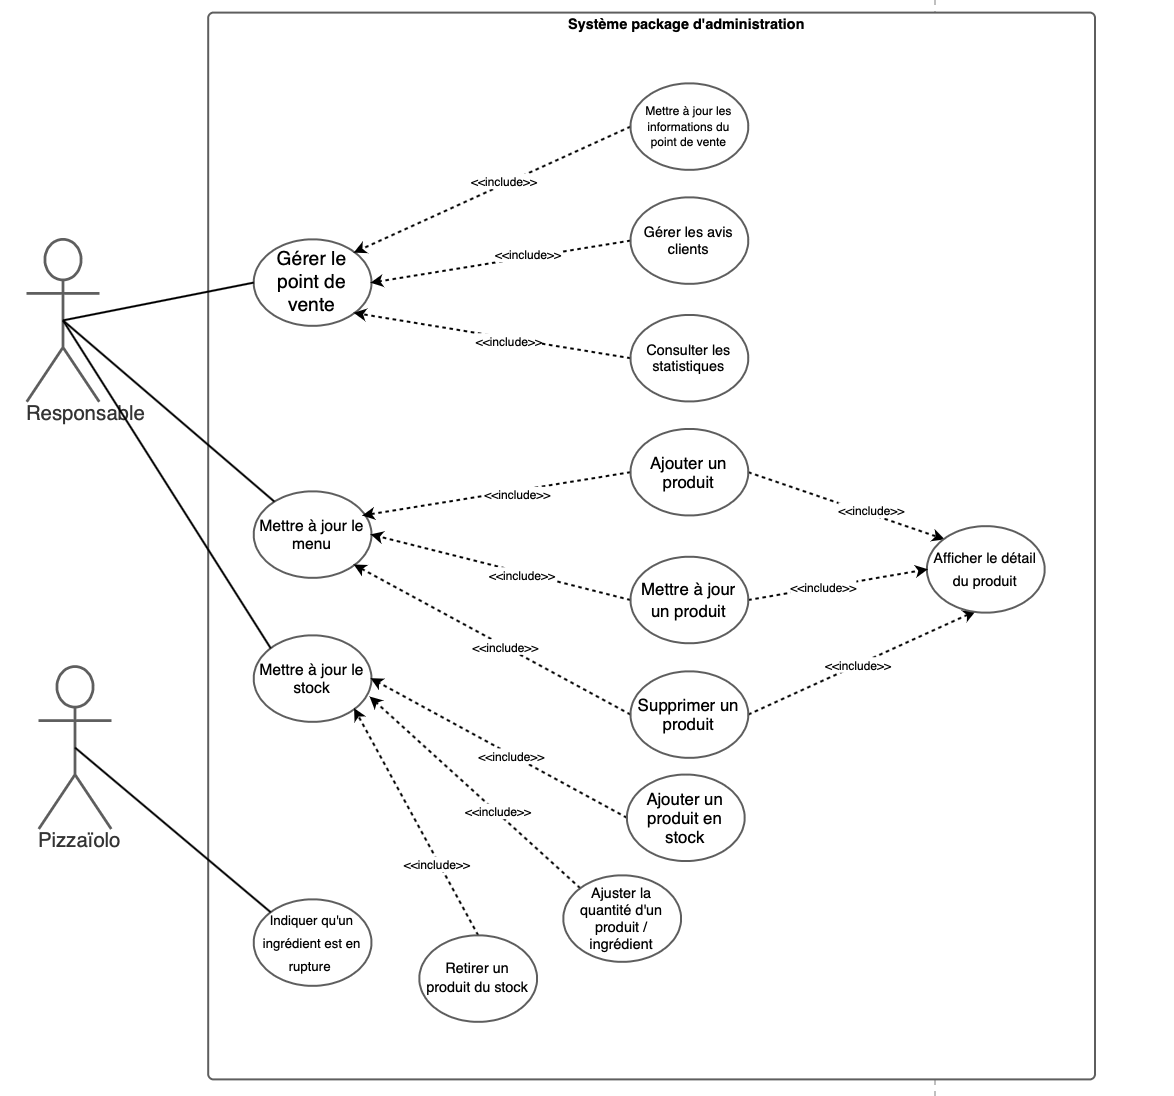 Système package d'administration
Mettre à jour les
informations du
point de vente
<<include>>
Gérer les avis
clients
<<include>>
Gérer le
point de
vente
<<include>>
Consulter les
statistiques
Responsable
Ajouter un
produit
<<include>>
<<include>>
Mettre à jour le
menu
Afficher le détail
du produit
<<include>>
Mettre à jour
un produit
<<include>>
<<include>>
<<include>>
Mettre à jour le
stock
Supprimer un
produit
<<include>>
Ajouter un
produit en
stock
<<include>>
Pizzaïolo
<<include>>
Ajuster la
quantité d'un
produit /
ingrédient
Indiquer qu'un
ingrédient est en
rupture
Retirer un
produit du stock